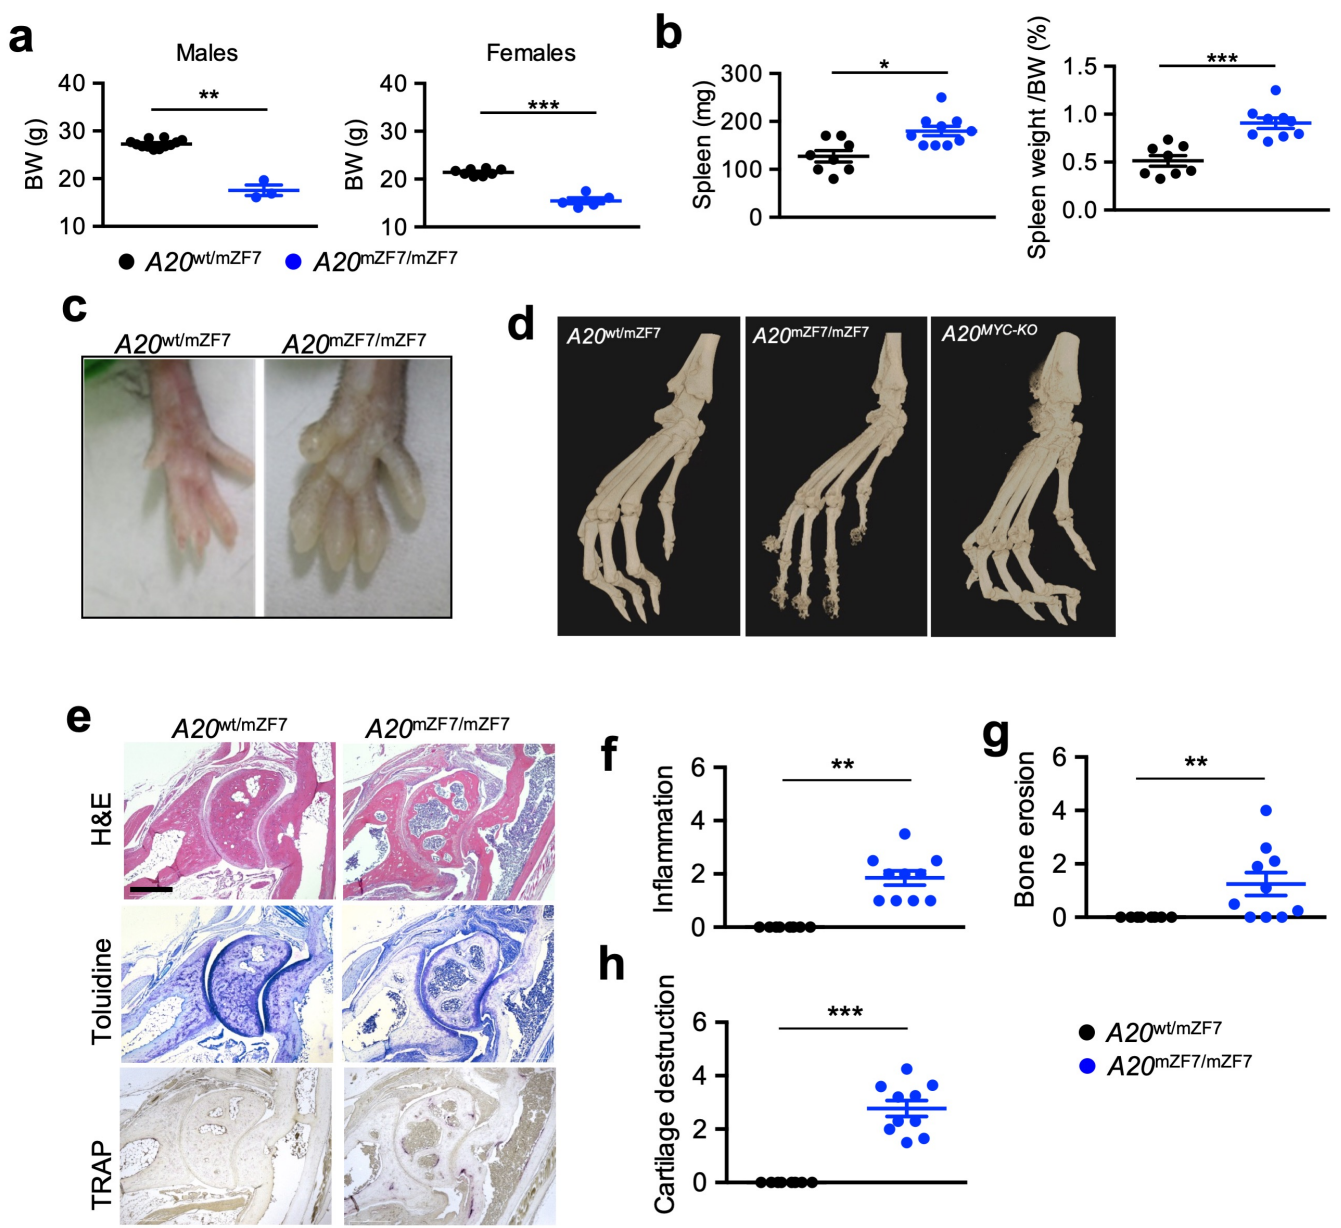 a
Males
Females
BW (g)
40
30
20
10
**
BW (g)
40
30
20
10
***
A20wt/mZF7
A20mZF7/mZF7
b
Spleen (mg)
300
200
100
0
*
Spleen weight /BW (%)
1.5
1.0
0.5
0.0
***
c
A20wt/mZF7
A20mZF7/mZF7
d
A20wt/mZF7
A20mZF7/mZF7
A20MYC-KO
e
A20wt/mZF7
A20mZF7/mZF7
H&E
Toluidine
TRAP
f
Inflammation
6
4
2
0
**
g
Bone erosion
6
4
2
0
**
h
Cartilage destruction
6
4
2
0
***
A20wt/mZF7
A20mZF7/mZF7